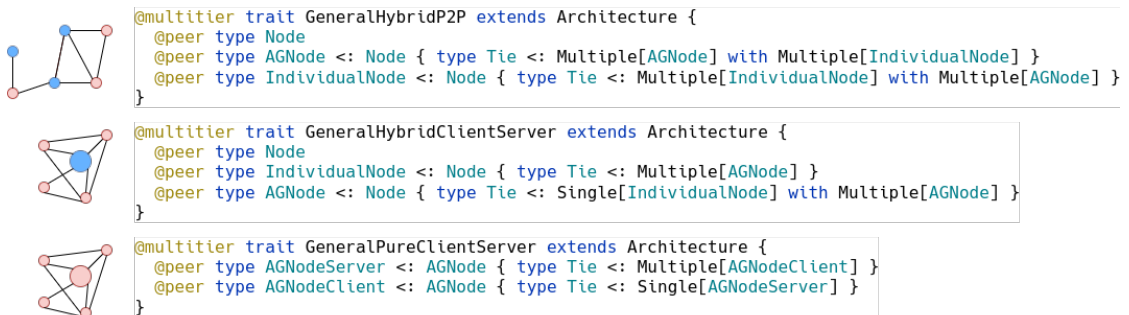 @multitier trait GeneralHybridP2P extends Architecture {
  @peer type Node
  @peer type AGNode <: Node { type Tie <: Multiple[AGNode] with Multiple[IndividualNode] }
  @peer type IndividualNode <: Node { type Tie <: Multiple[IndividualNode] with Multiple[AGNode] }
}
@multitier trait GeneralHybridClientServer extends Architecture {
  @peer type Node
  @peer type IndividualNode <: Node { type Tie <: Multiple[AGNode] }
  @peer type AGNode <: Node { type Tie <: Single[IndividualNode] with Multiple[AGNode] }
}
@multitier trait GeneralPureClientServer extends Architecture {
  @peer type AGNodeServer <: AGNode { type Tie <: Multiple[AGNodeClient] }
  @peer type AGNodeClient <: AGNode { type Tie <: Single[AGNodeServer] }
}